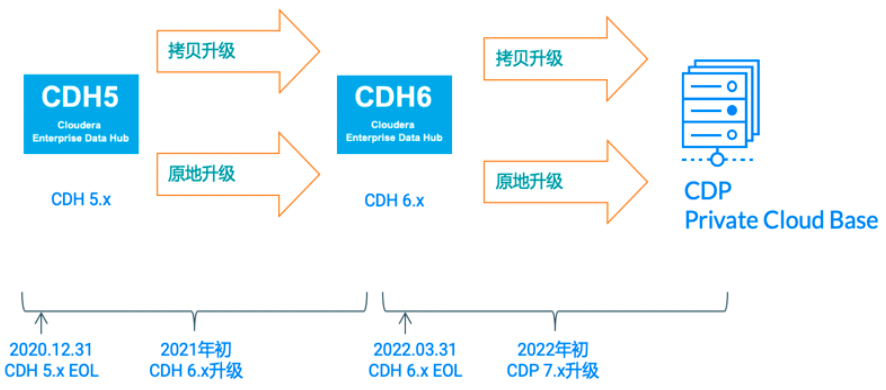 拷贝升级
拷贝升级
CDH5
Cloudera
Enterprise Data Hub
CDH6
Cloudera
Enterprise Data Hub
原地升级
原地升级
CDH 5.x
CDH 6.x
CDP
Private Cloud Base
2020.12.31
CDH 5.x EOL
2021年初
CDH 6.x升级
2022.03.31
CDH 6.x EOL
2022年初
CDP 7.x升级